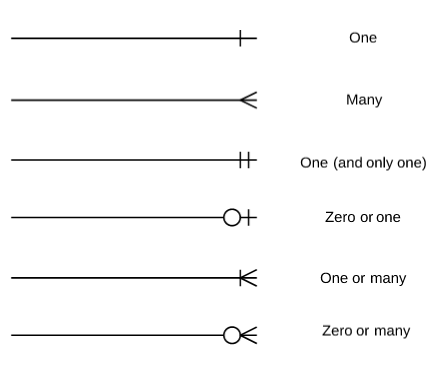 One
Many
One (and only one)
Zero or one
One or many
Zero or many